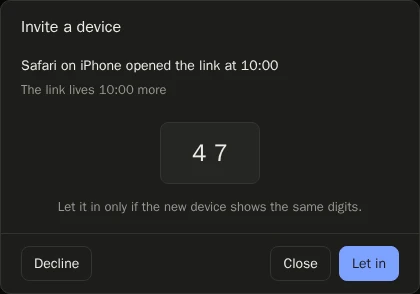 Invite a device
Safari on iPhone opened the link at 10:00
The link lives 10:00 more
4 7
Let it in only if the new device shows the same digits.
Decline
Close
Let in